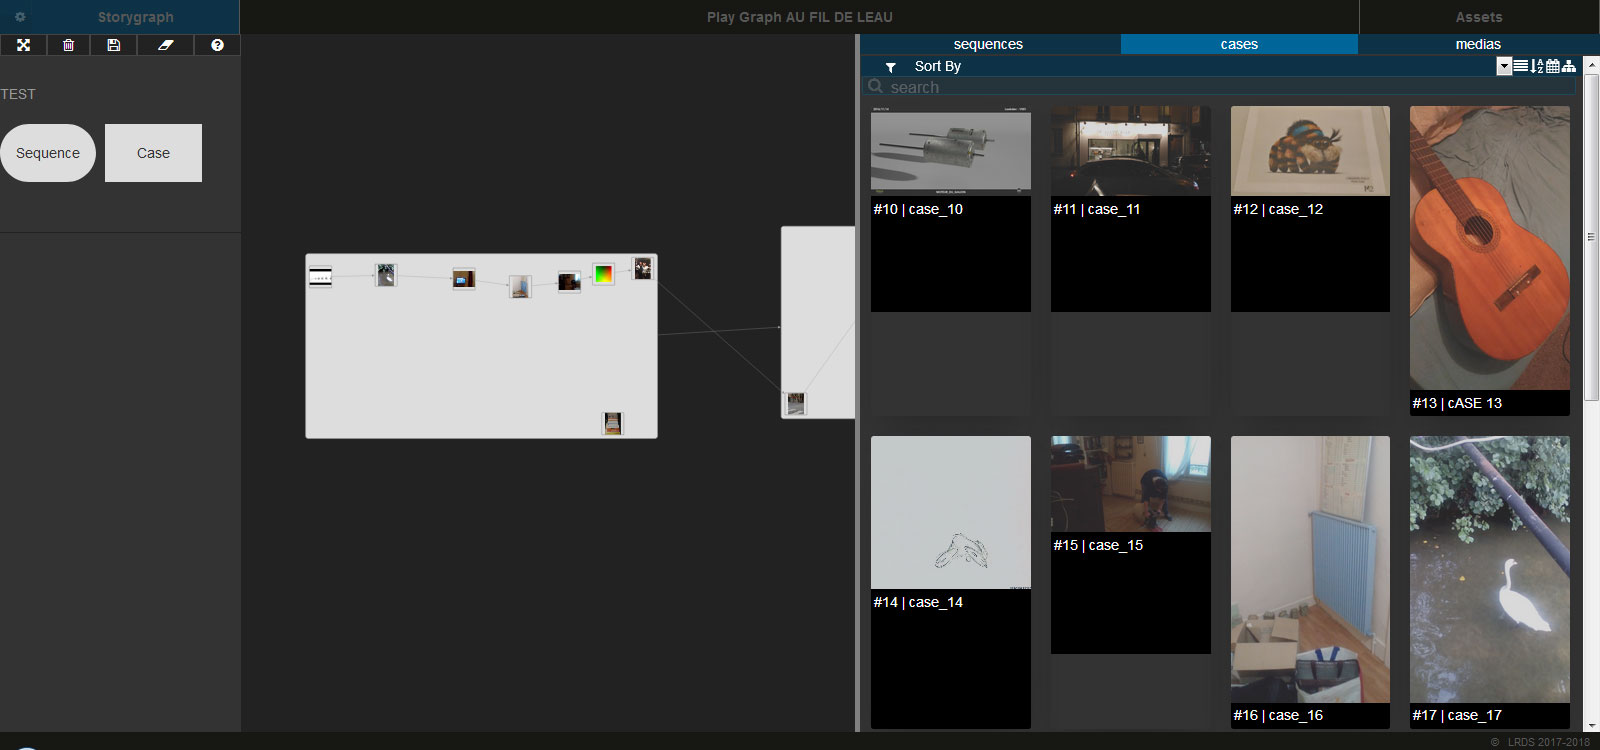 Storygraph
Play Graph AU FIL DE LEAU
Assets
sequences
cases
medias
Sort By
search
TEST
Sequence
Case
#10 | case_10
#11 | case_11
#12 | case_12
#13 | cASE 13
#14 | case_14
#15 | case_15
#16 | case_16
#17 | case_17
© LRDS 2017-2018